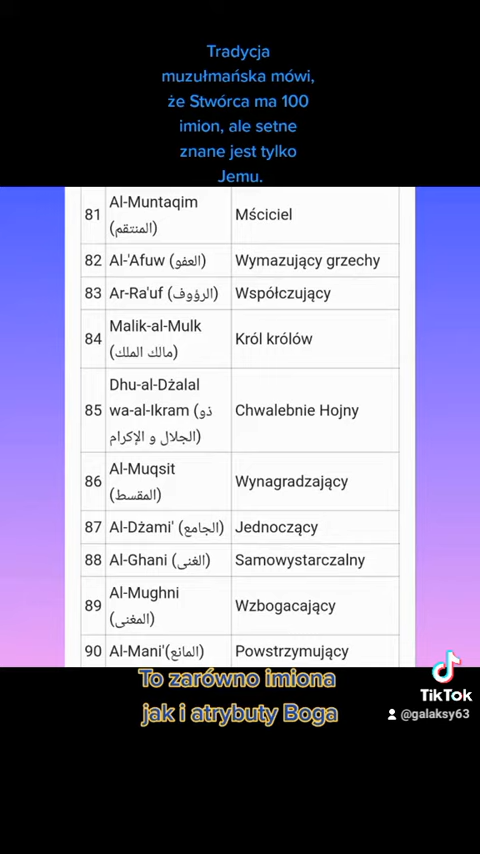 Tradycja
muzułmańska mówi,
że Stwórca ma 100
imion, ale setne
znane jest tylko
Jemu.
81 Al-Muntaqim (المنتقم) Mściciel
82 Al-'Afuw (العفو) Wymazujący grzechy
83 Ar-Ra'uf (الرؤوف) Współczujący
84 Malik-al-Mulk (مالك الملك) Król królów
85 Dhu-al-Dżalal wa-al-Ikram (ذو الجلال و الإكرام) Chwalebnie Hojny
86 Al-Muqsit (المقسط) Wynagradzający
87 Al-Dżami' (الجامع) Jednoczący
88 Al-Ghani (الغنى) Samowystarczalny
89 Al-Mughni (المغنى) Wzbogacający
90 Al-Mani'(المانع) Powstrzymujący
To zarówno imiona
jak i atrybuty Boga
TikTok
@galaksy63